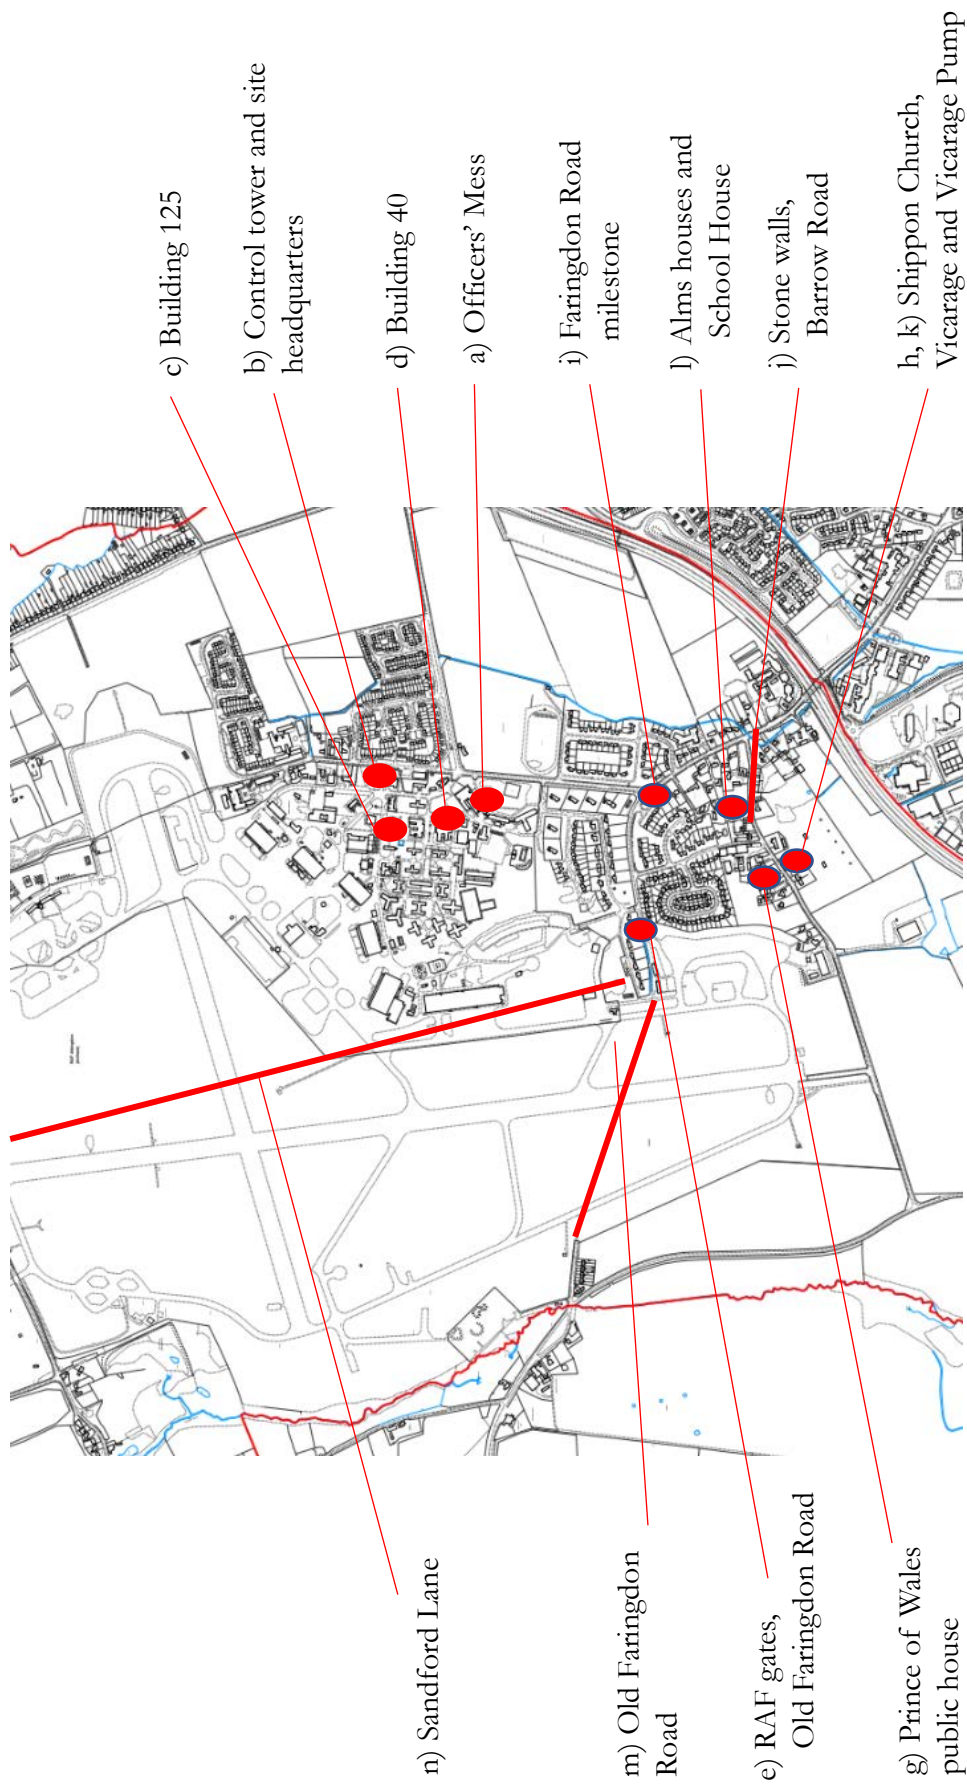 n) Sandford Lane
m) Old Faringdon
Road
e) RAF gates,
Old Faringdon Road
g) Prince of Wales
public house
c) Building 125
b) Control tower and site
headquarters
d) Building 40
a) Officers' Mess
i) Faringdon Road
milestone
l) Alms houses and
School House
j) Stone walls,
Barrow Road
h, k) Shippon Church,
Vicarage and Vicarage Pump